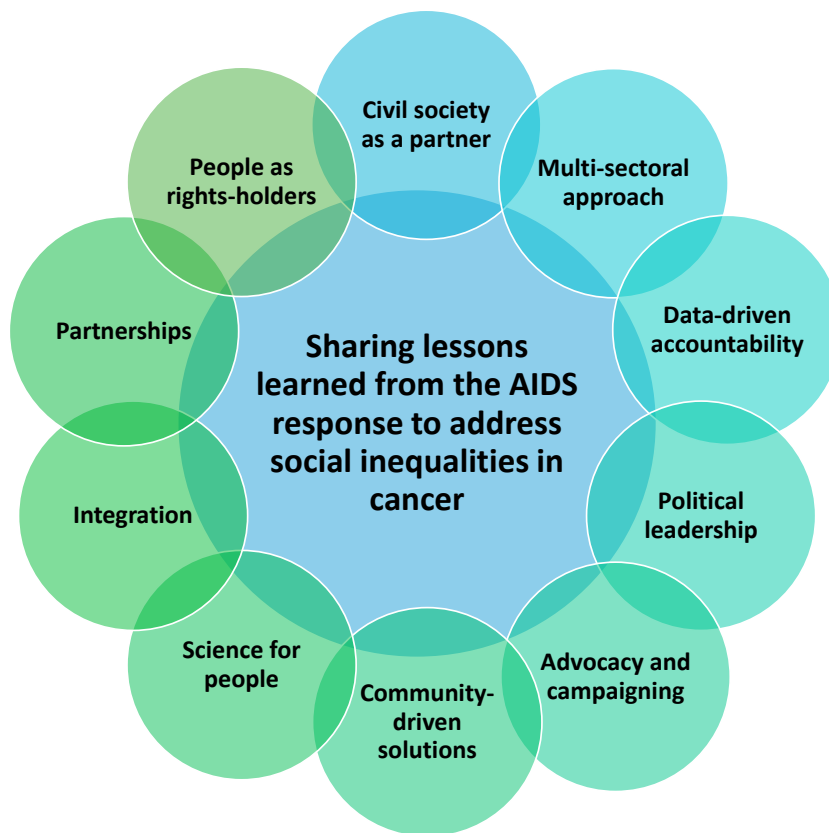 Civil society
as a partner
Multi-sectoral
approach
Data-driven
accountability
Political
leadership
Advocacy and
campaigning
Community-
driven
solutions
Science for
people
Integration
Partnerships
People as
rights-holders
Sharing lessons
learned from the AIDS
response to address
social inequalities in
cancer